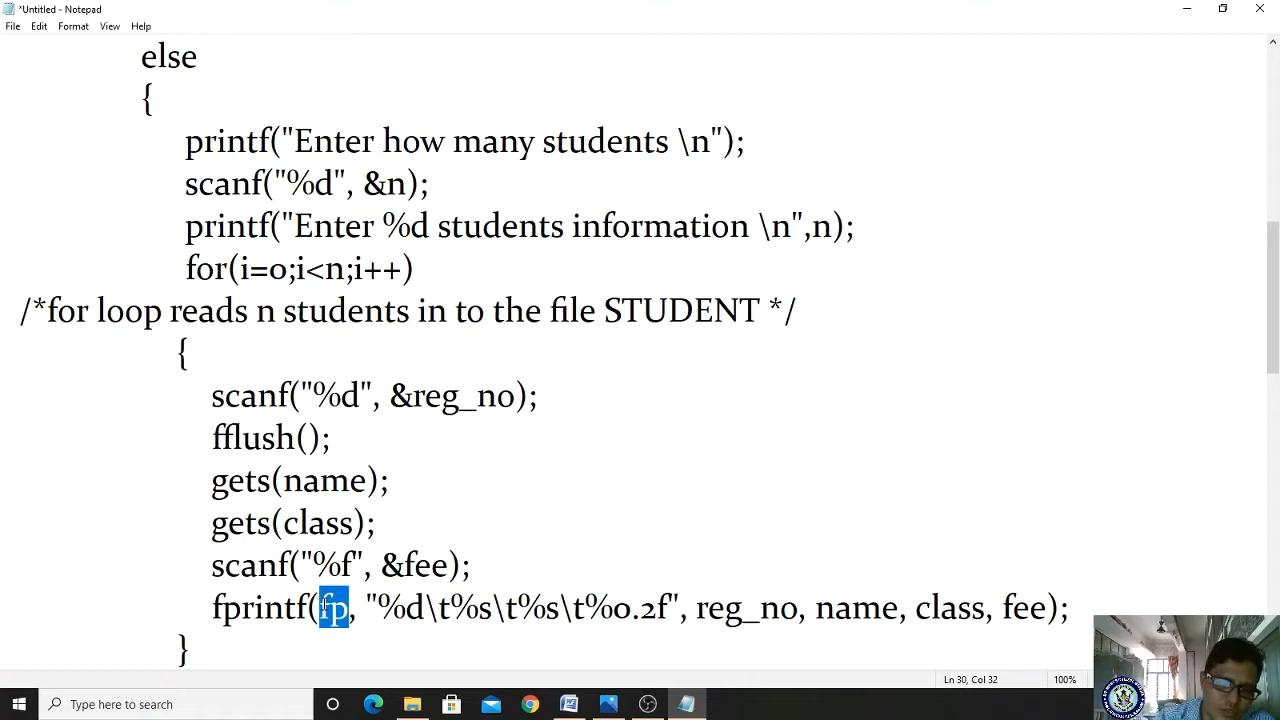 *Untitled - Notepad
File Edit Format View Help
else
{
printf("Enter how many students \n");
scanf("%d", &n);
printf("Enter %d students information \n",n);
for(i=0;i<n;i++)
/*for loop reads n students in to the file STUDENT */
{
scanf("%d", &reg_no);
fflush();
gets(name);
gets(class);
scanf("%f", &fee);
fprintf(fp, "%d\t%s\t%s\t%0.2f", reg_no, name, class, fee);
}
Ln 30, Col 32
100%
Type here to search